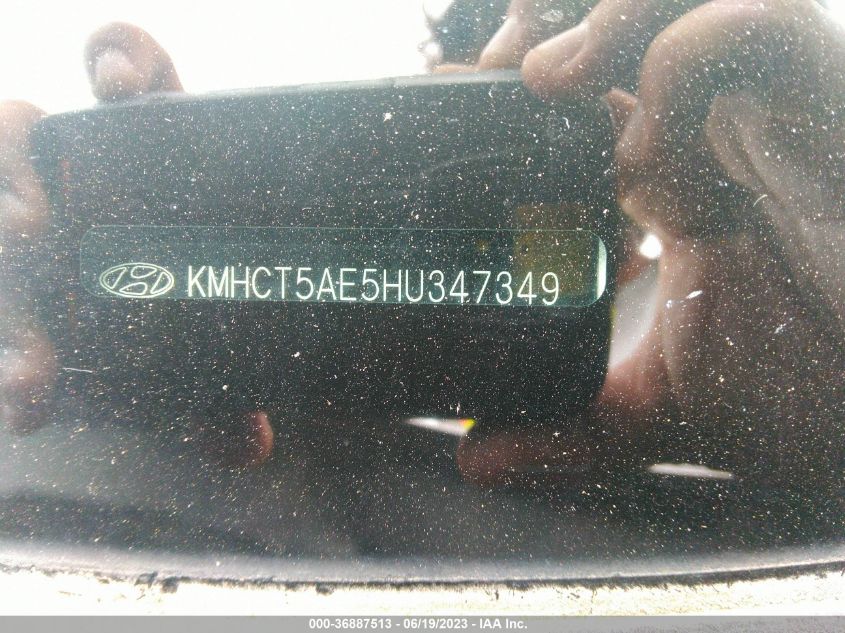 KMHCT5AE5HU347349
000-36887513 - 06/19/2023 - IAA Inc.